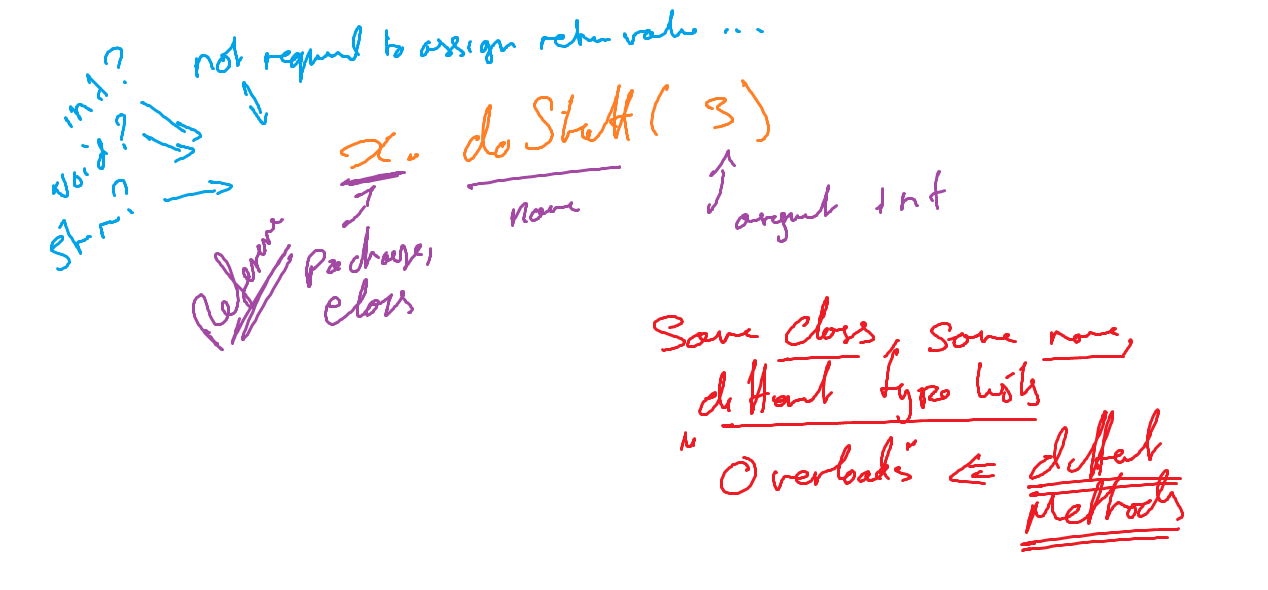 not required to assign return value ...
int?
void?
Stri?
x. doStuff( 3 )
name
argument int
Reference
package,
class
Same class, same name,
different type lists
"Overloads" ⇐ different
Methods